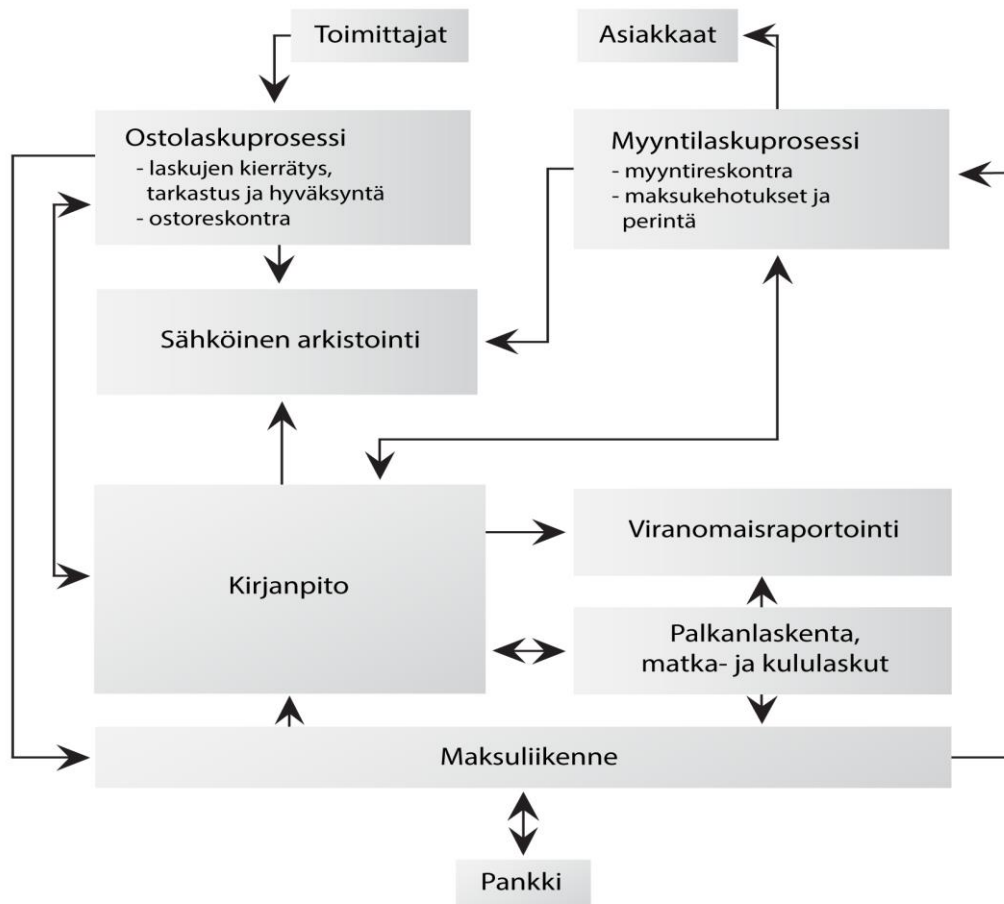 Toimittajat
Asiakkaat
Ostolaskuprosessi
- laskujen kierrätys,
tarkastus ja hyväksyntä
- ostoreskontra
Myyntilaskuprosessi
- myyntireskontra
- maksukehotukset ja
perintä
Sähköinen arkistointi
Kirjanpito
Viranomaisraportointi
Palkanlaskenta,
matka- ja kululaskut
Maksuliikenne
Pankki